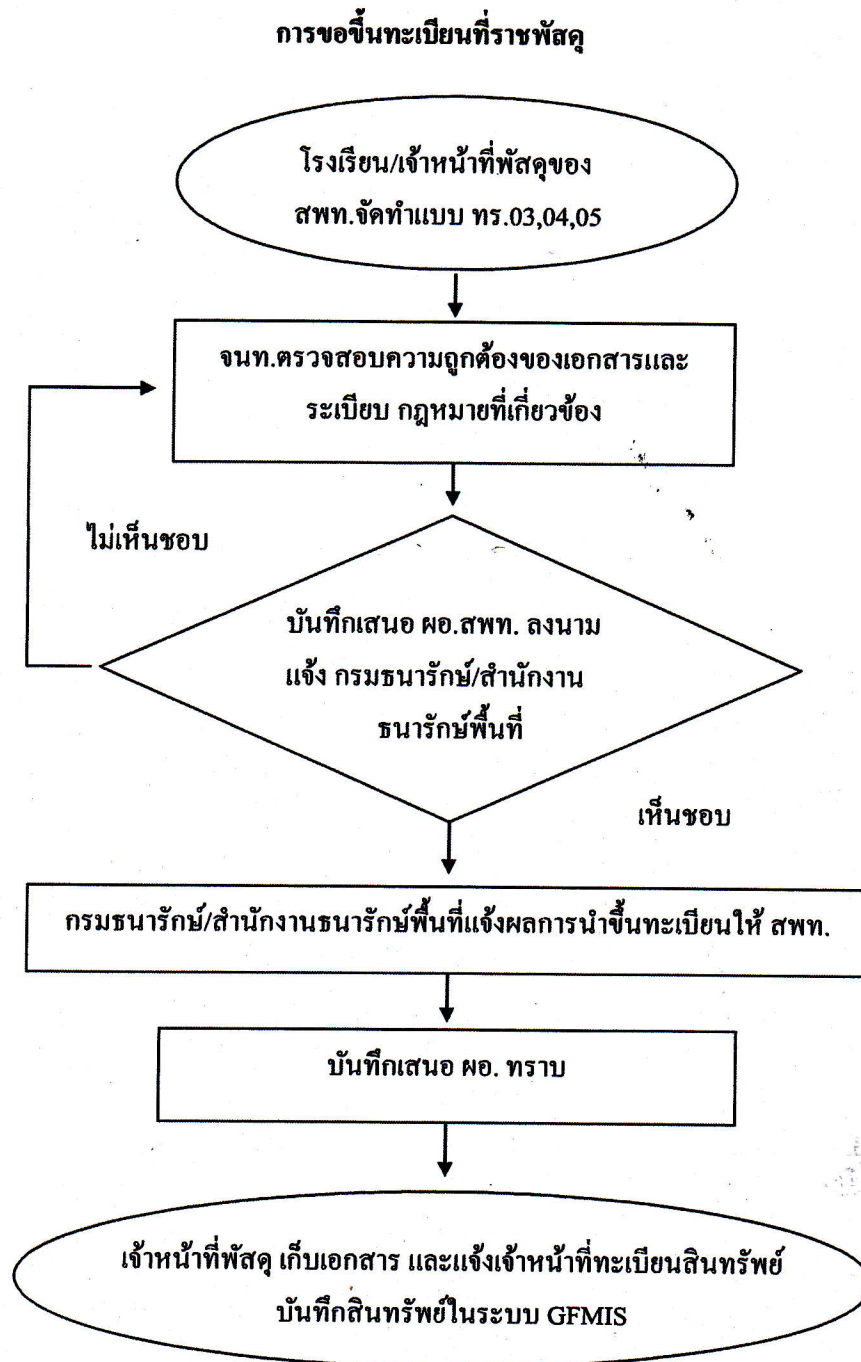 การขอขึ้นทะเบียนที่ราชพัสดุ
โรงเรียน/เจ้าหน้าที่พัสดุของ
สพท.จัดทำแบบ ทร.03,04,05
จนท.ตรวจสอบความถูกต้องของเอกสารและ
ระเบียบ กฎหมายที่เกี่ยวข้อง
ไม่เห็นชอบ
บันทึกเสนอ ผอ.สพท. ลงนาม
แจ้ง กรมธนารักษ์/สำนักงาน
ธนารักษ์พื้นที่
เห็นชอบ
กรมธนารักษ์/สำนักงานธนารักษ์พื้นที่แจ้งผลการนำขึ้นทะเบียนให้ สพท.
บันทึกเสนอ ผอ. ทราบ
เจ้าหน้าที่พัสดุ เก็บเอกสาร และแจ้งเจ้าหน้าที่ทะเบียนสินทรัพย์
บันทึกสินทรัพย์ในระบบ GFMIS